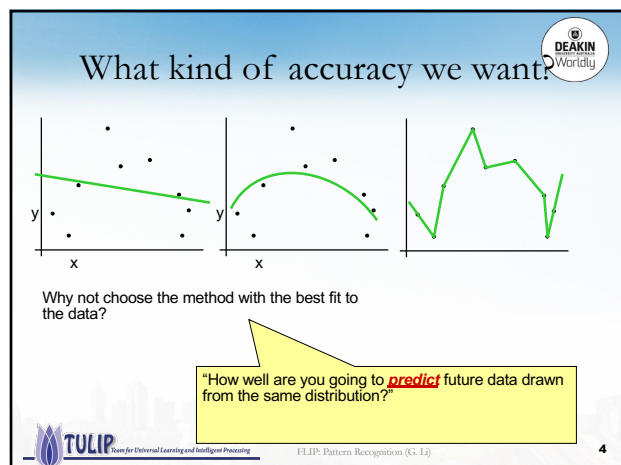 What kind of accuracy we want?
DEAKIN
UNIVERSITY AUSTRALIA
Worldly
y
x
y
x
Why not choose the method with the best fit to
the data?
“How well are you going to predict future data drawn
from the same distribution?”
TULIP Team for Universal Learning and Intelligent Processing
FLIP: Pattern Recognition (G. Li)
4